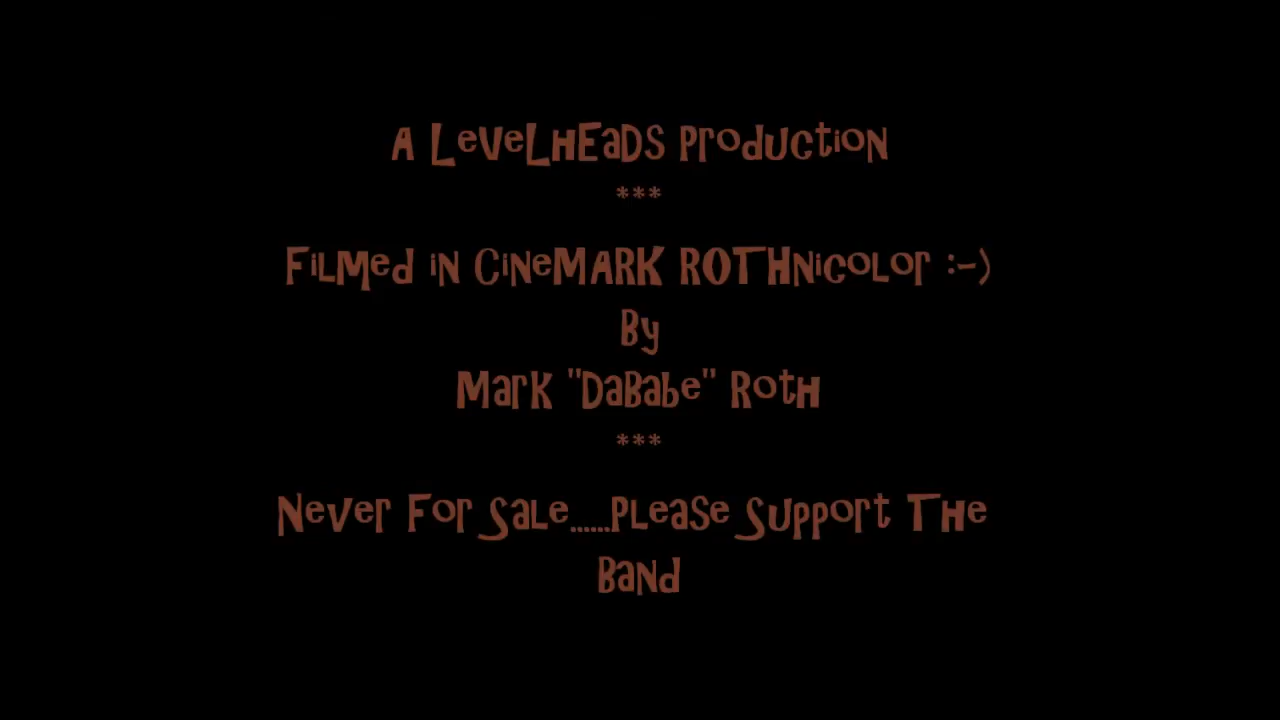 A LeveLHEaDS Production
***
Filmed in CineMARK ROTHnicolor :-)
By
Mark "DaBabe" Roth
***
Never For Sale......Please Support The
Band